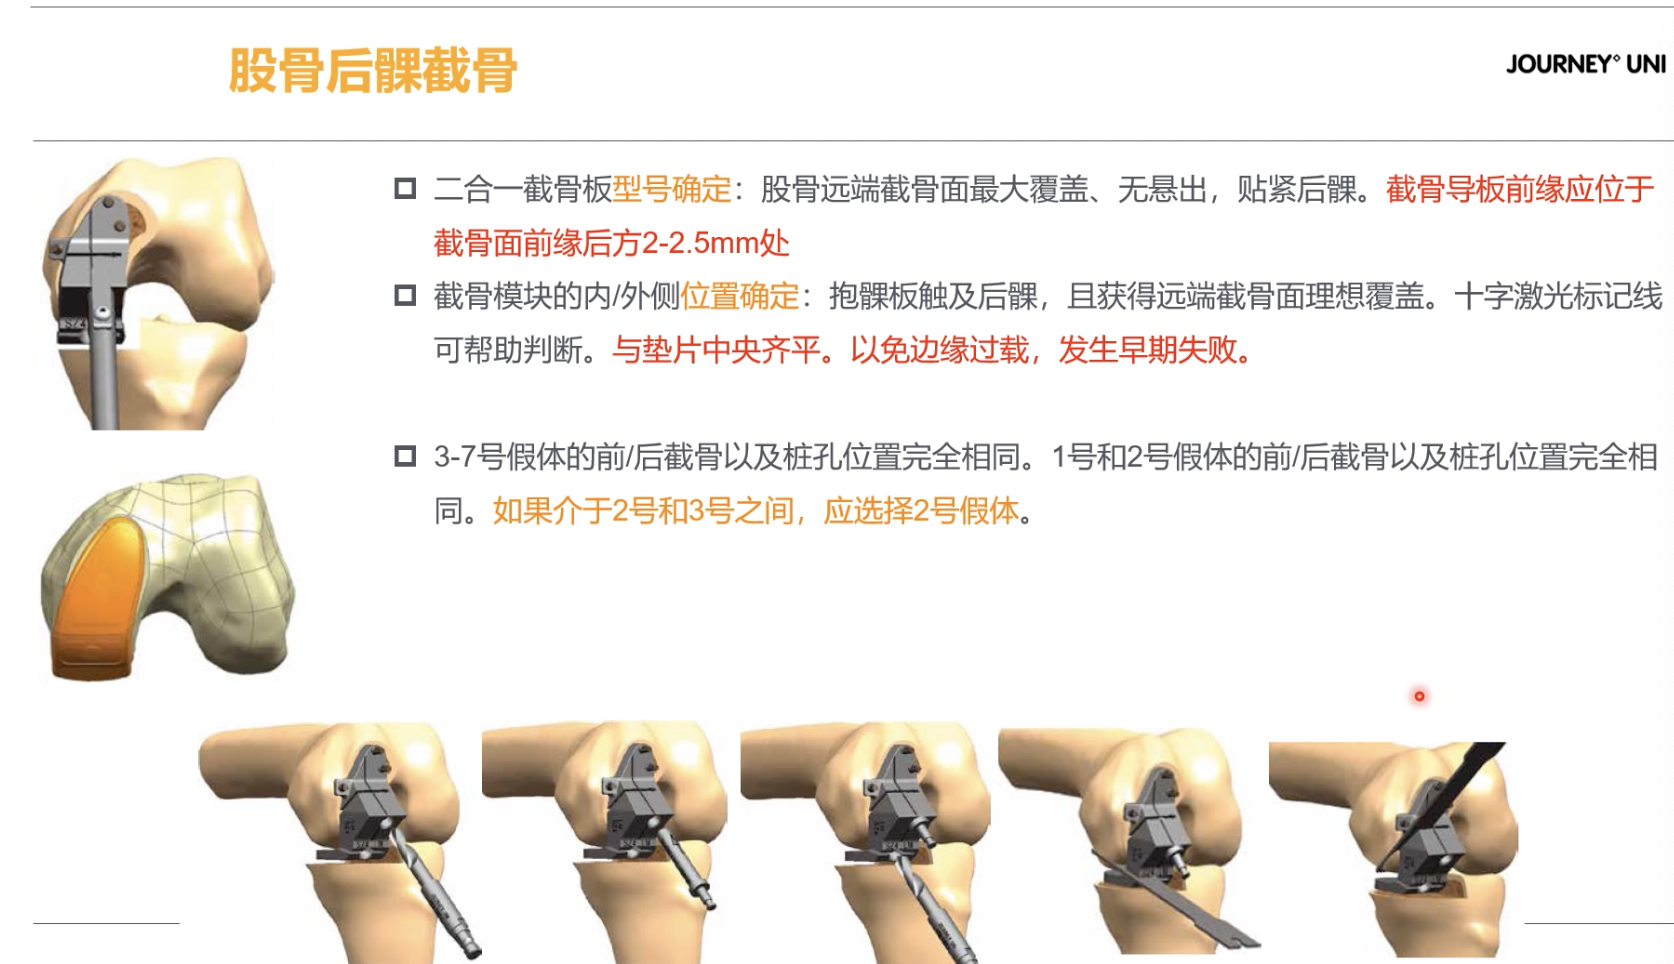 股骨后髁截骨
JOURNEY° UNI
二合一截骨板型号确定：股骨远端截骨面最大覆盖、无悬出，贴紧后髁。截骨导板前缘应位于
截骨面前缘后方2-2.5mm处
截骨模块的内/外侧位置确定：抱髁板触及后髁，且获得远端截骨面理想覆盖。十字激光标记线
可帮助判断。与垫片中央齐平。以免边缘过载，发生早期失败。
3-7号假体的前/后截骨以及桩孔位置完全相同。1号和2号假体的前/后截骨以及桩孔位置完全相
同。如果介于2号和3号之间，应选择2号假体。